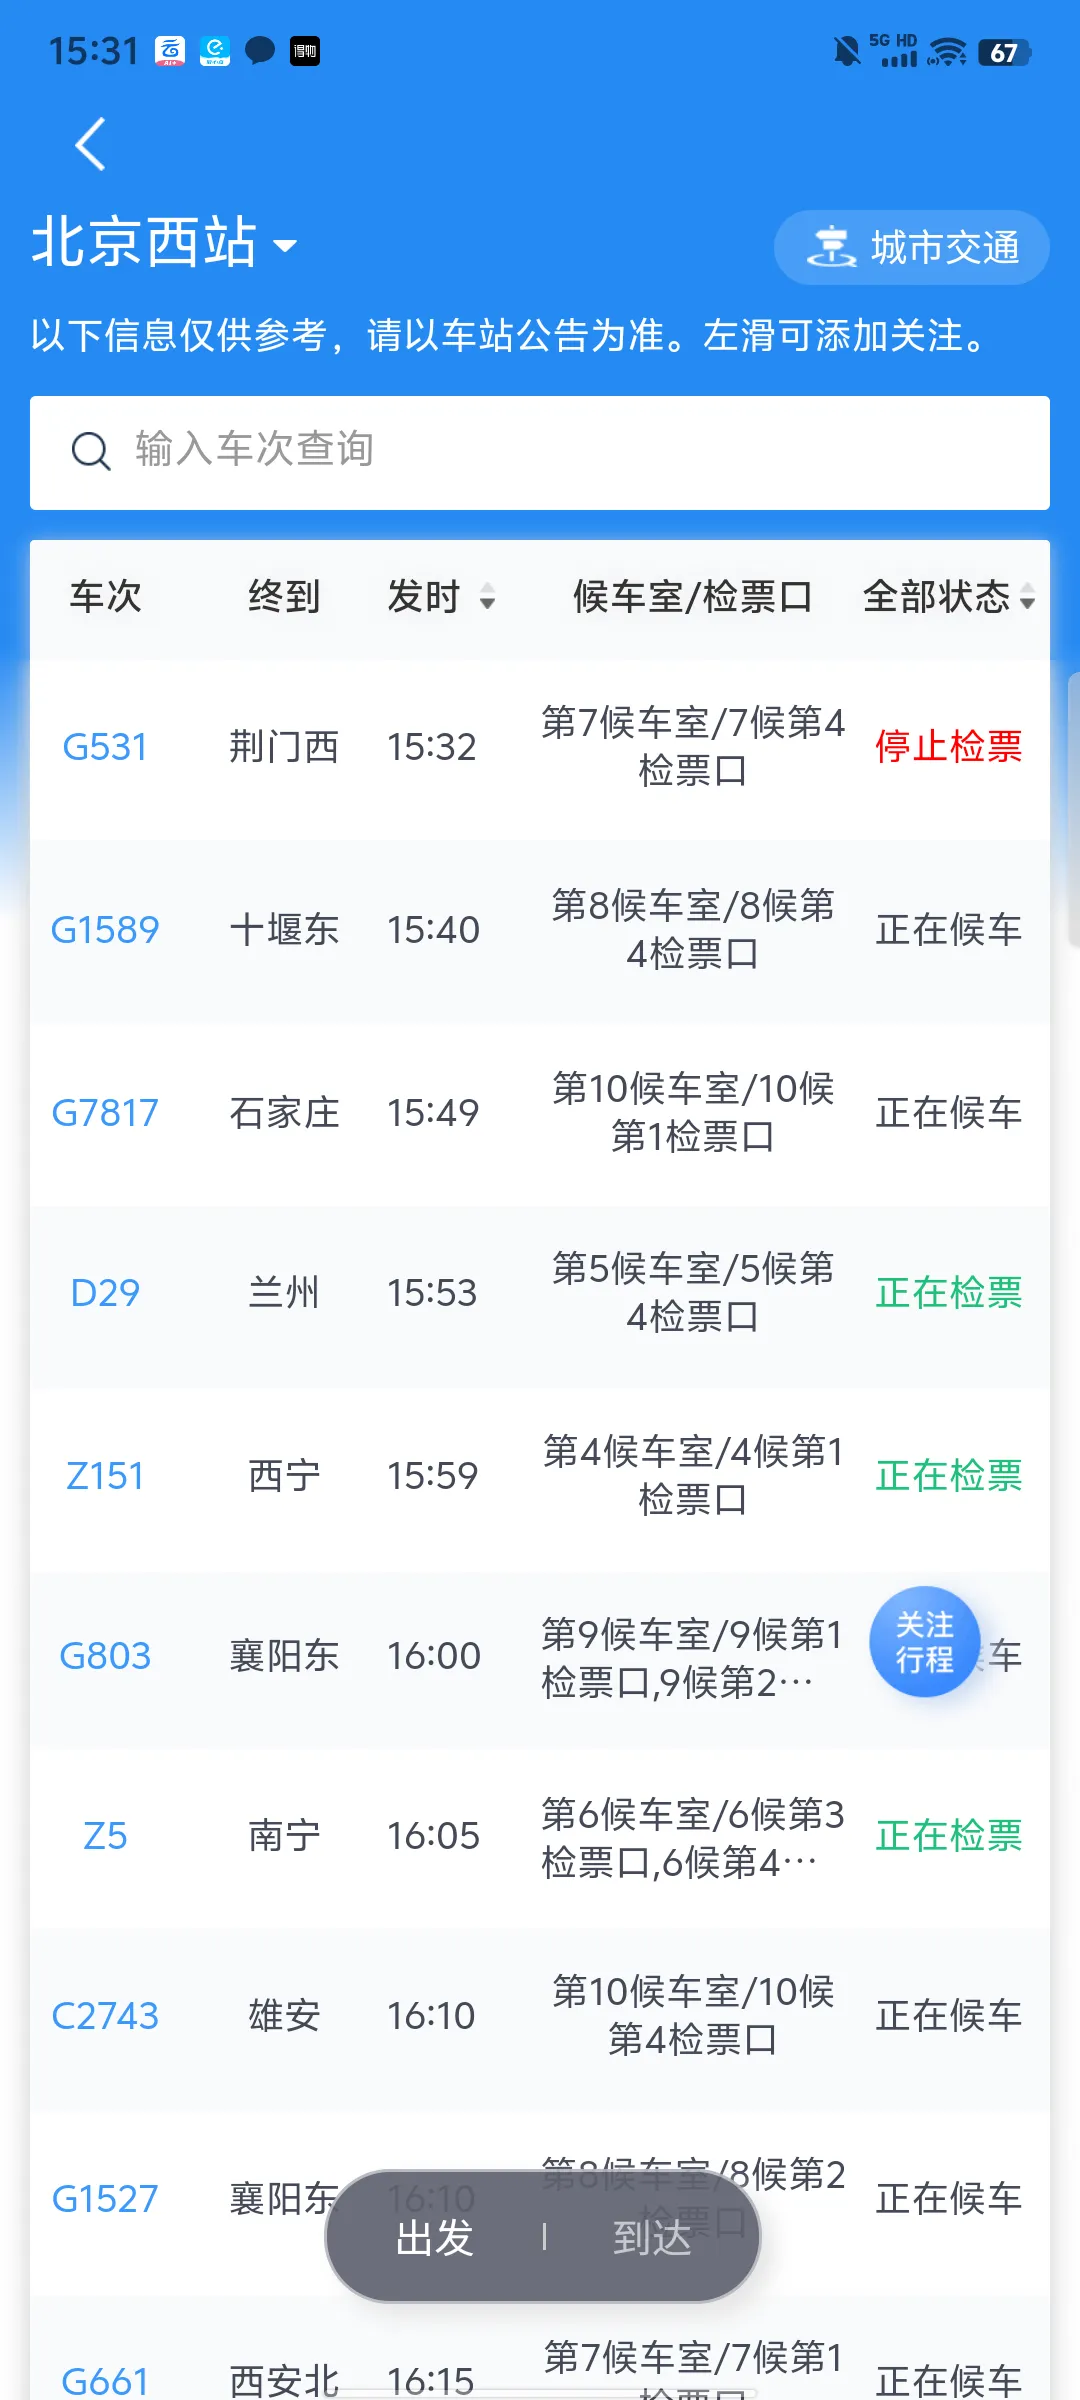 15:31 得物 5G HD 67
北京西站
城市交通
以下信息仅供参考，请以车站公告为准。左滑可添加关注。
输入车次查询
车次 终到 发时 候车室/检票口 全部状态
G531 荆门西 15:32 第7候车室/7候第4
检票口 停止检票
G1589 十堰东 15:40 第8候车室/8候第
4检票口 正在候车
G7817 石家庄 15:49 第10候车室/10候
第1检票口 正在候车
D29 兰州 15:53 第5候车室/5候第
4检票口 正在检票
Z151 西宁 15:59 第4候车室/4候第1
检票口 正在检票
G803 襄阳东 16:00 第9候车室/9候第1
检票口,9候第2… 车
关注
行程
Z5 南宁 16:05 第6候车室/6候第3
检票口,6候第4… 正在检票
C2743 雄安 16:10 第10候车室/10候
第4检票口 正在候车
G1527 襄阳东 16:10 第8候车室/8候第2
检票口 正在候车
出发 | 到达
G661 西安北 16:15 第7候车室/7候第1
检票口 正在候车